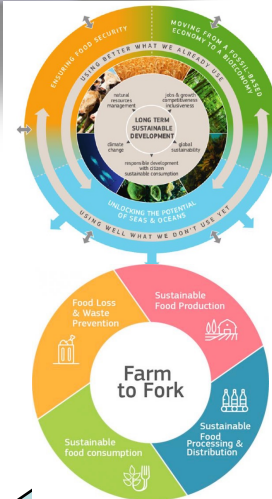 ENSURING FOOD SECURITY
MOVING FROM A FOSSIL-BASED
ECONOMY TO A BIOECONOMY
USING BETTER WHAT WE ALREADY USE
natural
resources
management
jobs & growth
competitiveness
inclusiveness
LONG TERM
SUSTAINABLE
DEVELOPMENT
climate
change
global
sustainability
responsible development
with citizen
sustainable consumption
UNLOCKING THE POTENTIAL
OF SEAS & OCEANS
USING WELL WHAT WE DON'T USE YET
Food Loss
& Waste
Prevention
Sustainable
Food Production
Farm
to Fork
Sustainable
food consumption
Sustainable
Food
Processing &
Distribution